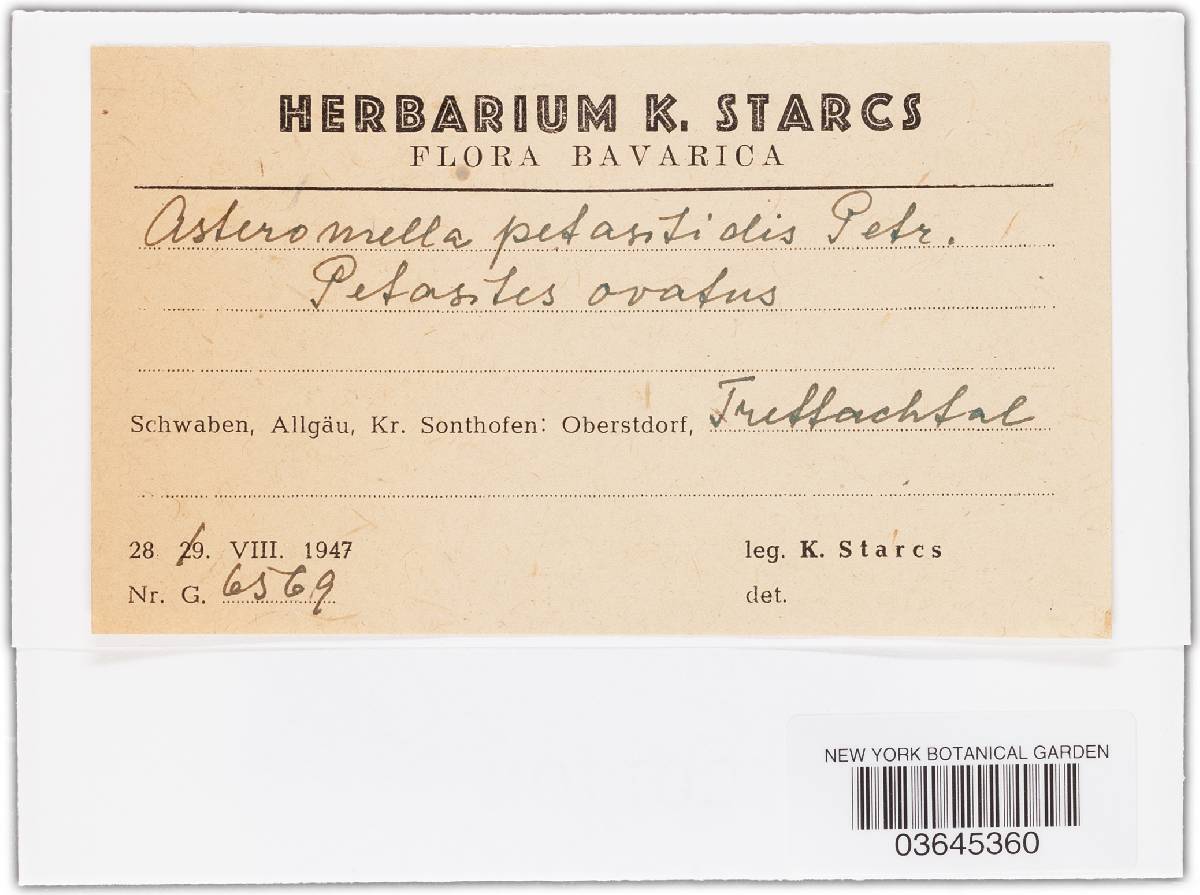 HERBARIUM K. STARCS
FLORA BAVARICA
Asteromella petasitidis Petr.
Petasites ovatus
Schwaben, Allgäu, Kr. Sonthofen: Oberstdorf, Trettachtal
28 29. VIII. 1947
leg. K. Starcs
Nr. G. 6569
det.
NEW YORK BOTANICAL GARDEN
03645360